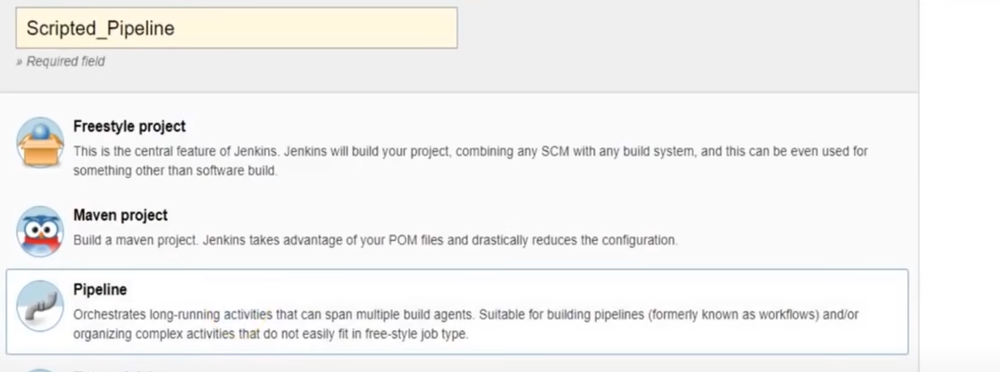 Scripted_Pipeline
» Required field
Freestyle project
This is the central feature of Jenkins. Jenkins will build your project, combining any SCM with any build system, and this can be even used for
something other than software build.
Maven project
Build a maven project. Jenkins takes advantage of your POM files and drastically reduces the configuration.
Pipeline
Orchestrates long-running activities that can span multiple build agents. Suitable for building pipelines (formerly known as workflows) and/or
organizing complex activities that do not easily fit in free-style job type.